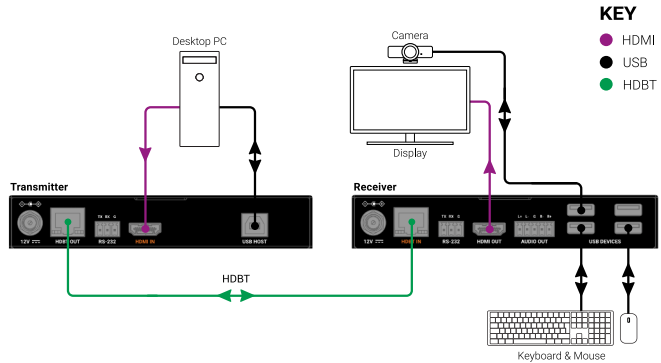 KEY
HDMI
USB
HDBT
Desktop PC
Camera
Display
Transmitter
12V
HDBT OUT
TX RX G
RS-232
HDMI IN
USB HOST
Receiver
12V
HDBT IN
TX RX G
RS-232
HDMI OUT
L+ L- G R- R+
AUDIO OUT
USB DEVICES
HDBT
Keyboard & Mouse